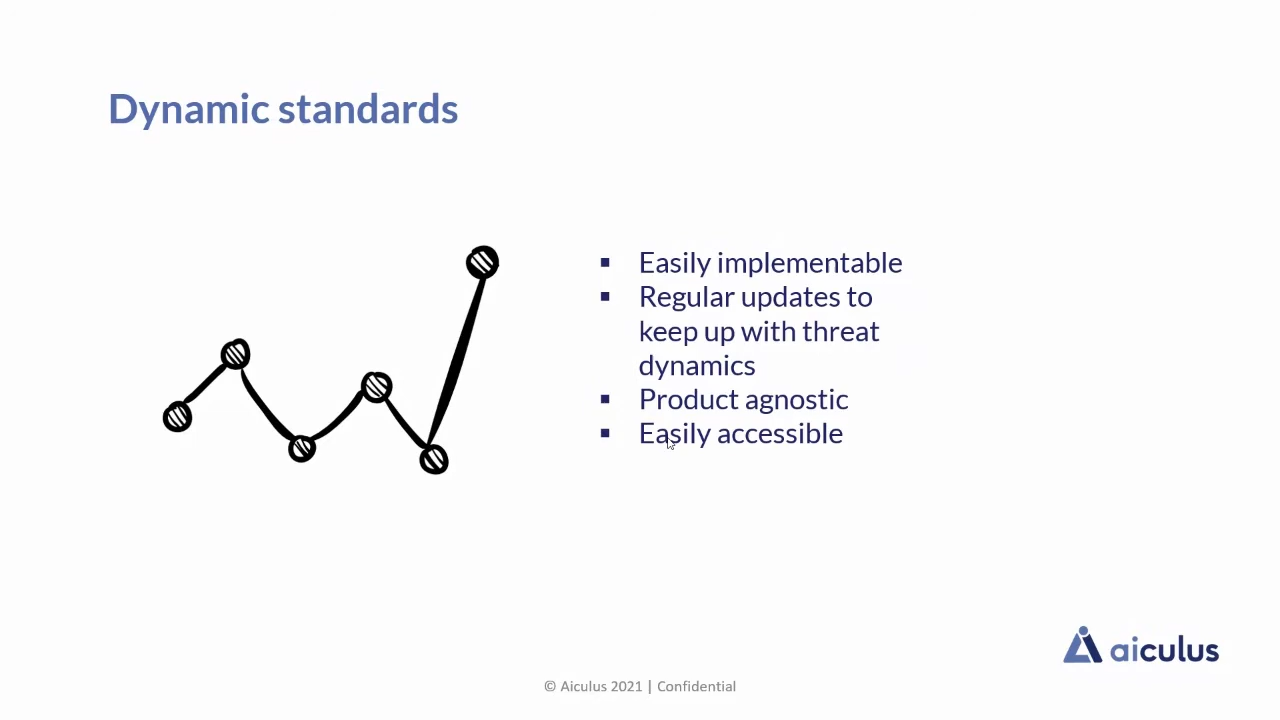 Dynamic standards
▪ Easily implementable
▪ Regular updates to
keep up with threat
dynamics
▪ Product agnostic
▪ Easily accessible
aiculus
© Aiculus 2021 | Confidential